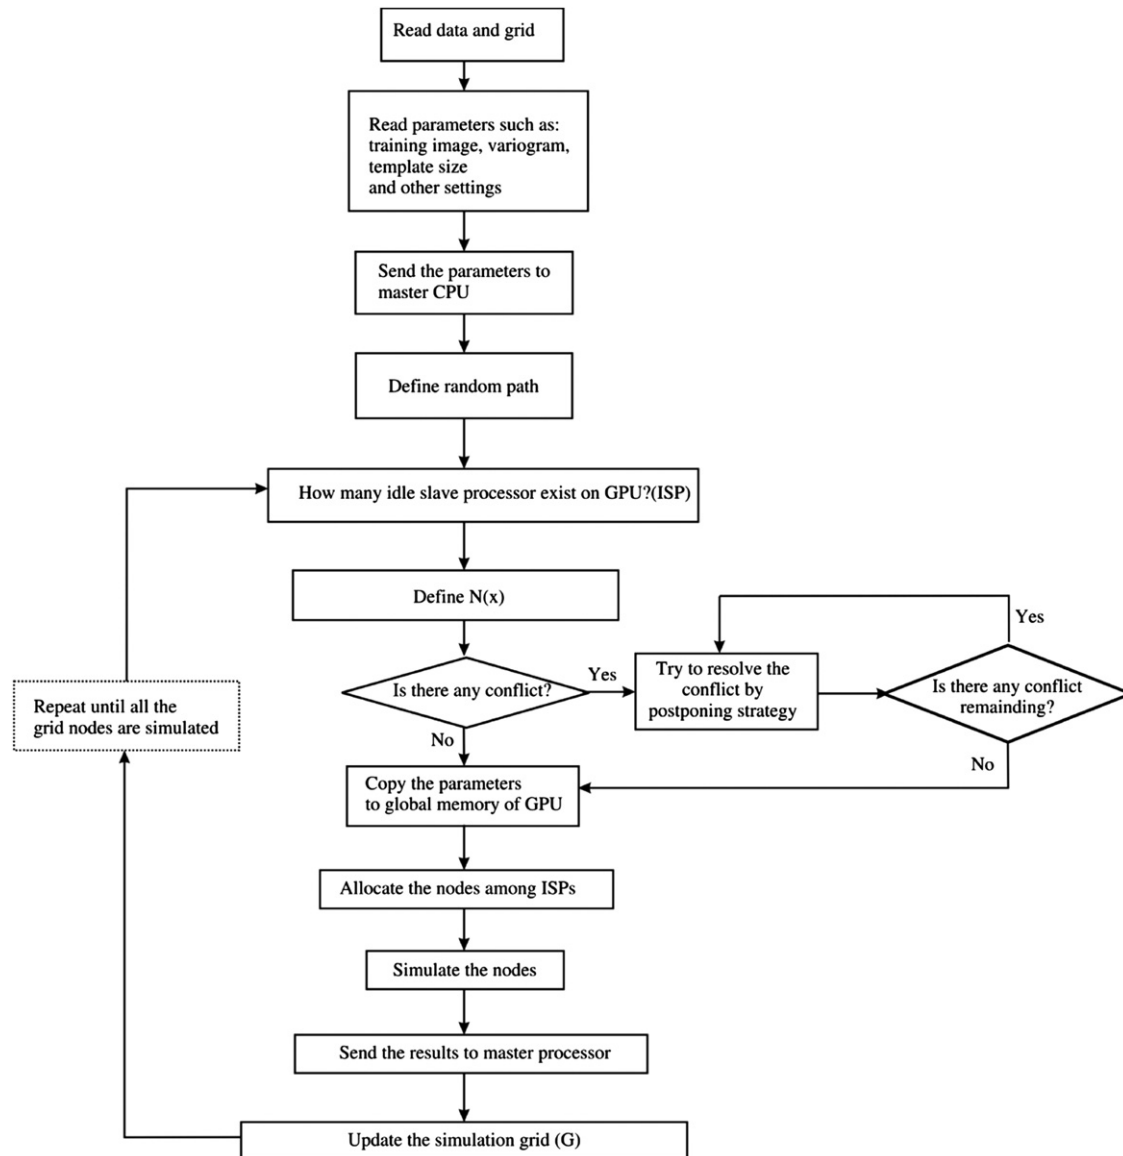 Read data and grid
Read parameters such as:
training image, variogram,
template size
and other settings
Send the parameters to
master CPU
Define random path
How many idle slave processor exist on GPU?(ISP)
Define N(x)
Is there any conflict?
Yes
Try to resolve the
conflict by
postponing strategy
Yes
Is there any conflict
remainding?
Repeat until all the
grid nodes are simulated
No
No
Copy the parameters
to global memory of GPU
Allocate the nodes among ISPs
Simulate the nodes
Send the results to master processor
Update the simulation grid (G)